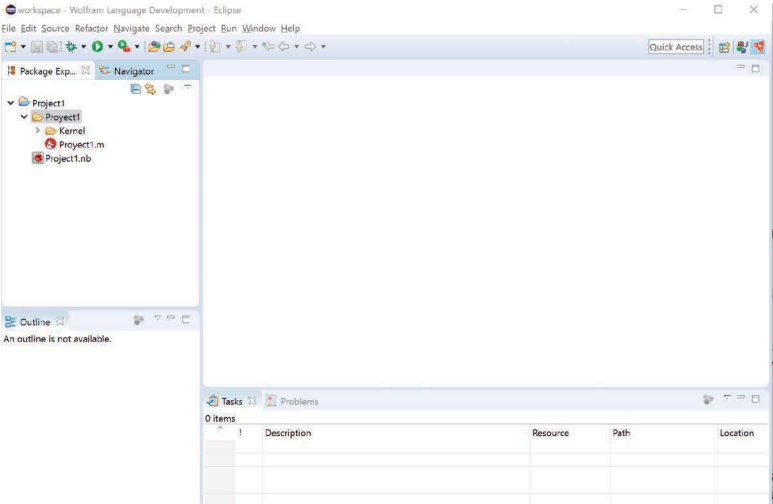 workspace - Wolfram Language Development - Eclipse
File Edit Source Refactor Navigate Search Project Run Window Help
Quick Access
Package Exp...
Navigator
Project1
Proyect1
Kernel
Proyect1.m
Project1.nb
Outline
An outline is not available.
Tasks
Problems
0 items
! Description Resource Path Location